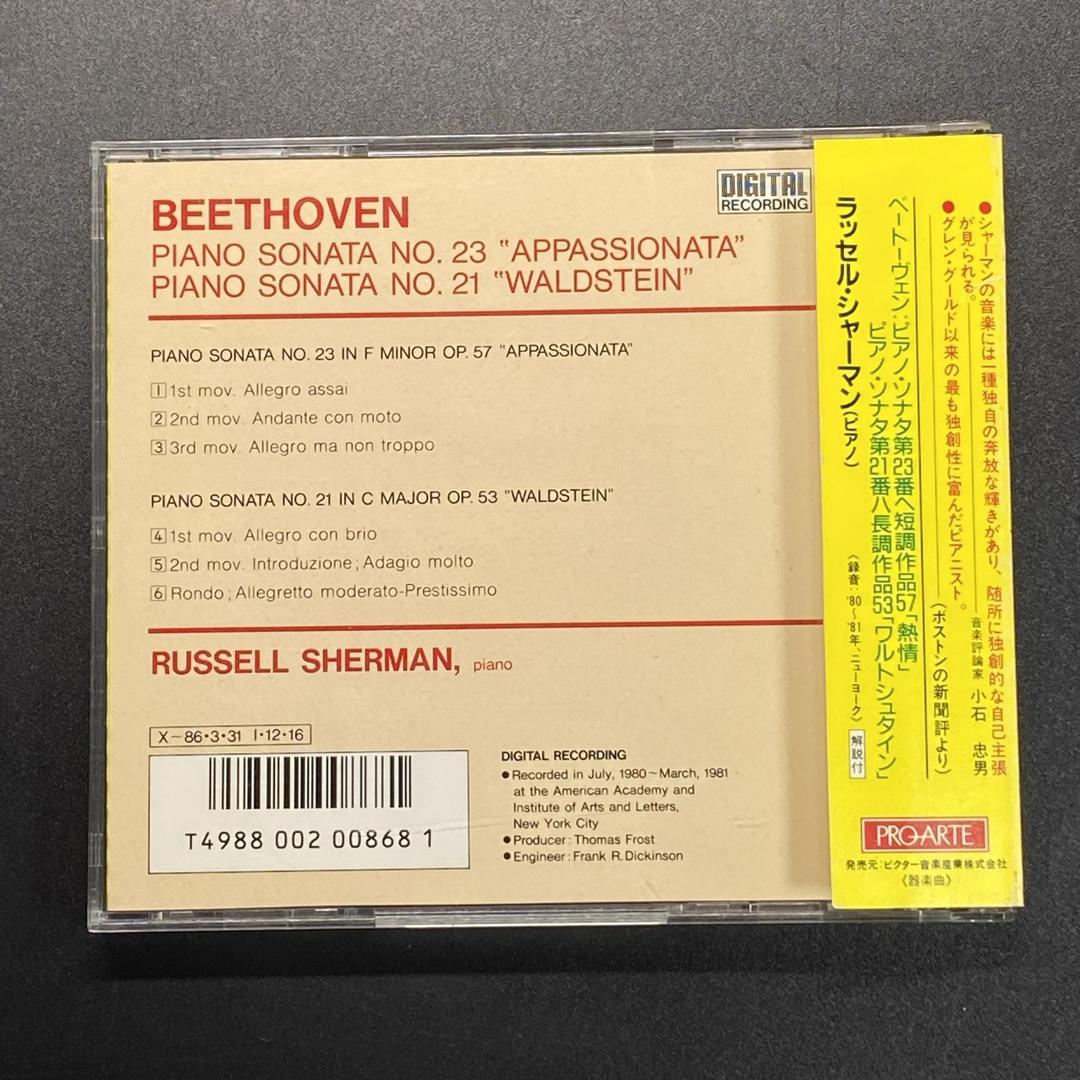 BEETHOVEN
PIANO SONATA NO. 23 "APPASSIONATA"
PIANO SONATA NO. 21 "WALDSTEIN"
DIGITAL
RECORDING
PIANO SONATA NO. 23 IN F MINOR OP. 57 "APPASSIONATA"
1 1st mov. Allegro assai
2 2nd mov. Andante con moto
3 3rd mov. Allegro ma non troppo
PIANO SONATA NO. 21 IN C MAJOR OP. 53 "WALDSTEIN"
4 1st mov. Allegro con brio
5 2nd mov. Introduzione; Adagio molto
6 Rondo; Allegretto moderato-Prestissimo
RUSSELL SHERMAN, piano
X~86・3・31 I・12・16
T4988 002 00868 1
DIGITAL RECORDING
●Recorded in July, 1980~March, 1981
at the American Academy and
Institute of Arts and Letters,
New York City
●Producer: Thomas Frost
●Engineer: Frank R. Dickinson
●シャーマンの音楽には一種独自の奔放な輝きがあり、随所に独創的な自己主張
が見られる。
音楽評論家 小石 忠男
●グレン・グールド以来の最も独創性に富んだピアニスト。
(ボストンの新聞評より)
ベートーヴェン:ピアノ・ソナタ第23番ヘ短調作品57「熱情」
ピアノ・ソナタ第21番ハ長調作品53「ワルトシュタイン」
ラッセル・シャーマン(ピアノ)
〈録音:'80~'81年、ニューヨーク〉
解説付
PRO-ARTE
発売元:ビクター音楽産業株式会社
《器楽曲》